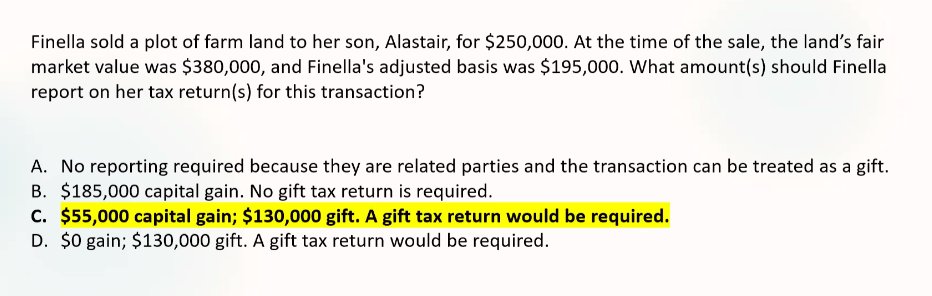 Finella sold a plot of farm land to her son, Alastair, for $250,000. At the time of the sale, the land’s fair
market value was $380,000, and Finella's adjusted basis was $195,000. What amount(s) should Finella
report on her tax return(s) for this transaction?
A. No reporting required because they are related parties and the transaction can be treated as a gift.
B. $185,000 capital gain. No gift tax return is required.
C. $55,000 capital gain; $130,000 gift. A gift tax return would be required.
D. $0 gain; $130,000 gift. A gift tax return would be required.